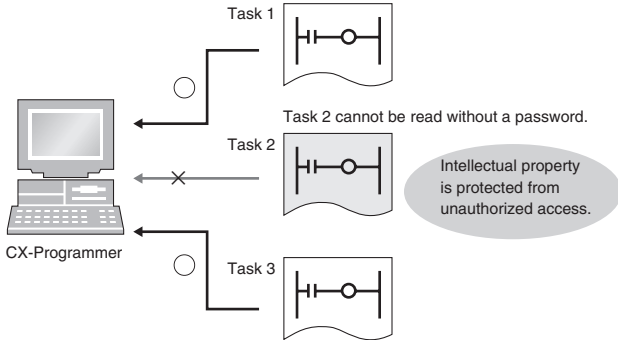 Task 1
Task 2 cannot be read without a password.
Task 2
Intellectual property
is protected from
unauthorized access.
CX-Programmer
Task 3